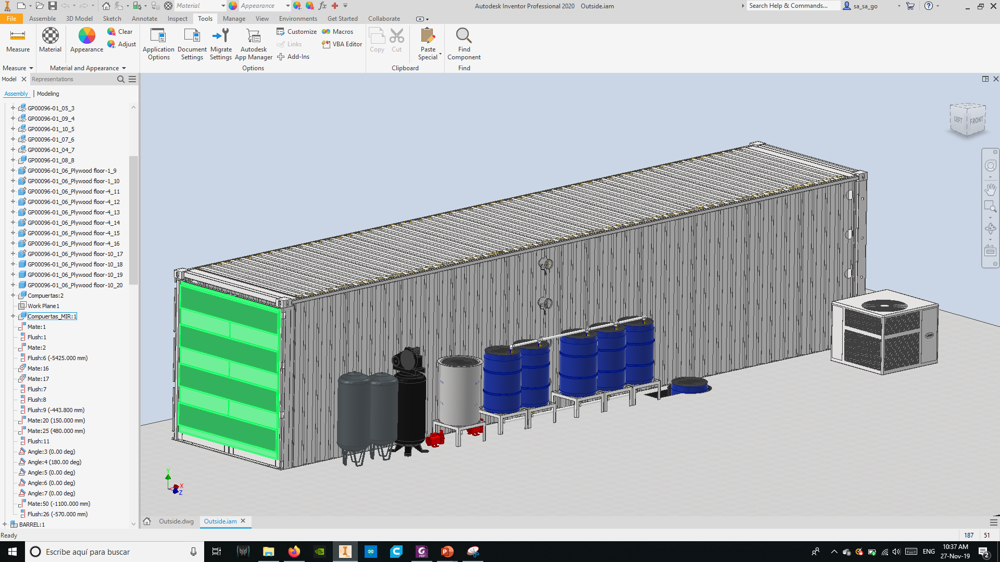 Material
Appearance
Autodesk Inventor Professional 2020 Outside.iam
Search Help & Commands...
sa_sa_go
File Assemble 3D Model Sketch Annotate Inspect Tools Manage View Environments Get Started Collaborate
Measure
Material
Appearance
Clear
Adjust
Application Options
Document Settings
Migrate Settings
Autodesk App Manager
Customize
Links
Add-Ins
Macros
VBA Editor
Copy
Cut
Paste Special
Find Component
Measure
Material and Appearance
Options
Clipboard
Find
Model
Representations
Assembly | Modeling
GP00096-01_05_3
GP00096-01_09_4
GP00096-01_10_5
GP00096-01_07_6
GP00096-01_04_7
GP00096-01_08_8
GP00096-01_06_Plywood floor-1_9
GP00096-01_06_Plywood floor-1_10
GP00096-01_06_Plywood floor-4_11
GP00096-01_06_Plywood floor-4_12
GP00096-01_06_Plywood floor-4_13
GP00096-01_06_Plywood floor-4_14
GP00096-01_06_Plywood floor-4_15
GP00096-01_06_Plywood floor-4_16
GP00096-01_06_Plywood floor-10_17
GP00096-01_06_Plywood floor-10_18
GP00096-01_06_Plywood floor-10_19
GP00096-01_06_Plywood floor-10_20
Compuertas:2
Work Plane1
Compuertas_MIR:1
Mate:1
Flush:1
Mate:2
Flush:6 (-5425.000 mm)
Mate:16
Mate:17
Flush:7
Flush:8
Flush:9 (-443.800 mm)
Mate:20 (150.000 mm)
Mate:25 (480.000 mm)
Flush:11
Angle:3 (0.00 deg)
Angle:4 (180.00 deg)
Angle:5 (0.00 deg)
Angle:6 (0.00 deg)
Angle:7 (0.00 deg)
Mate:50 (-1100.000 mm)
Flush:26 (-570.000 mm)
BARREL:1
LEFT FRONT
Y
X
Z
Outside.dwg
Outside.iam
Ready
187 51
Escribe aquí para buscar
ENG
10:37 AM
27-Nov-19
2